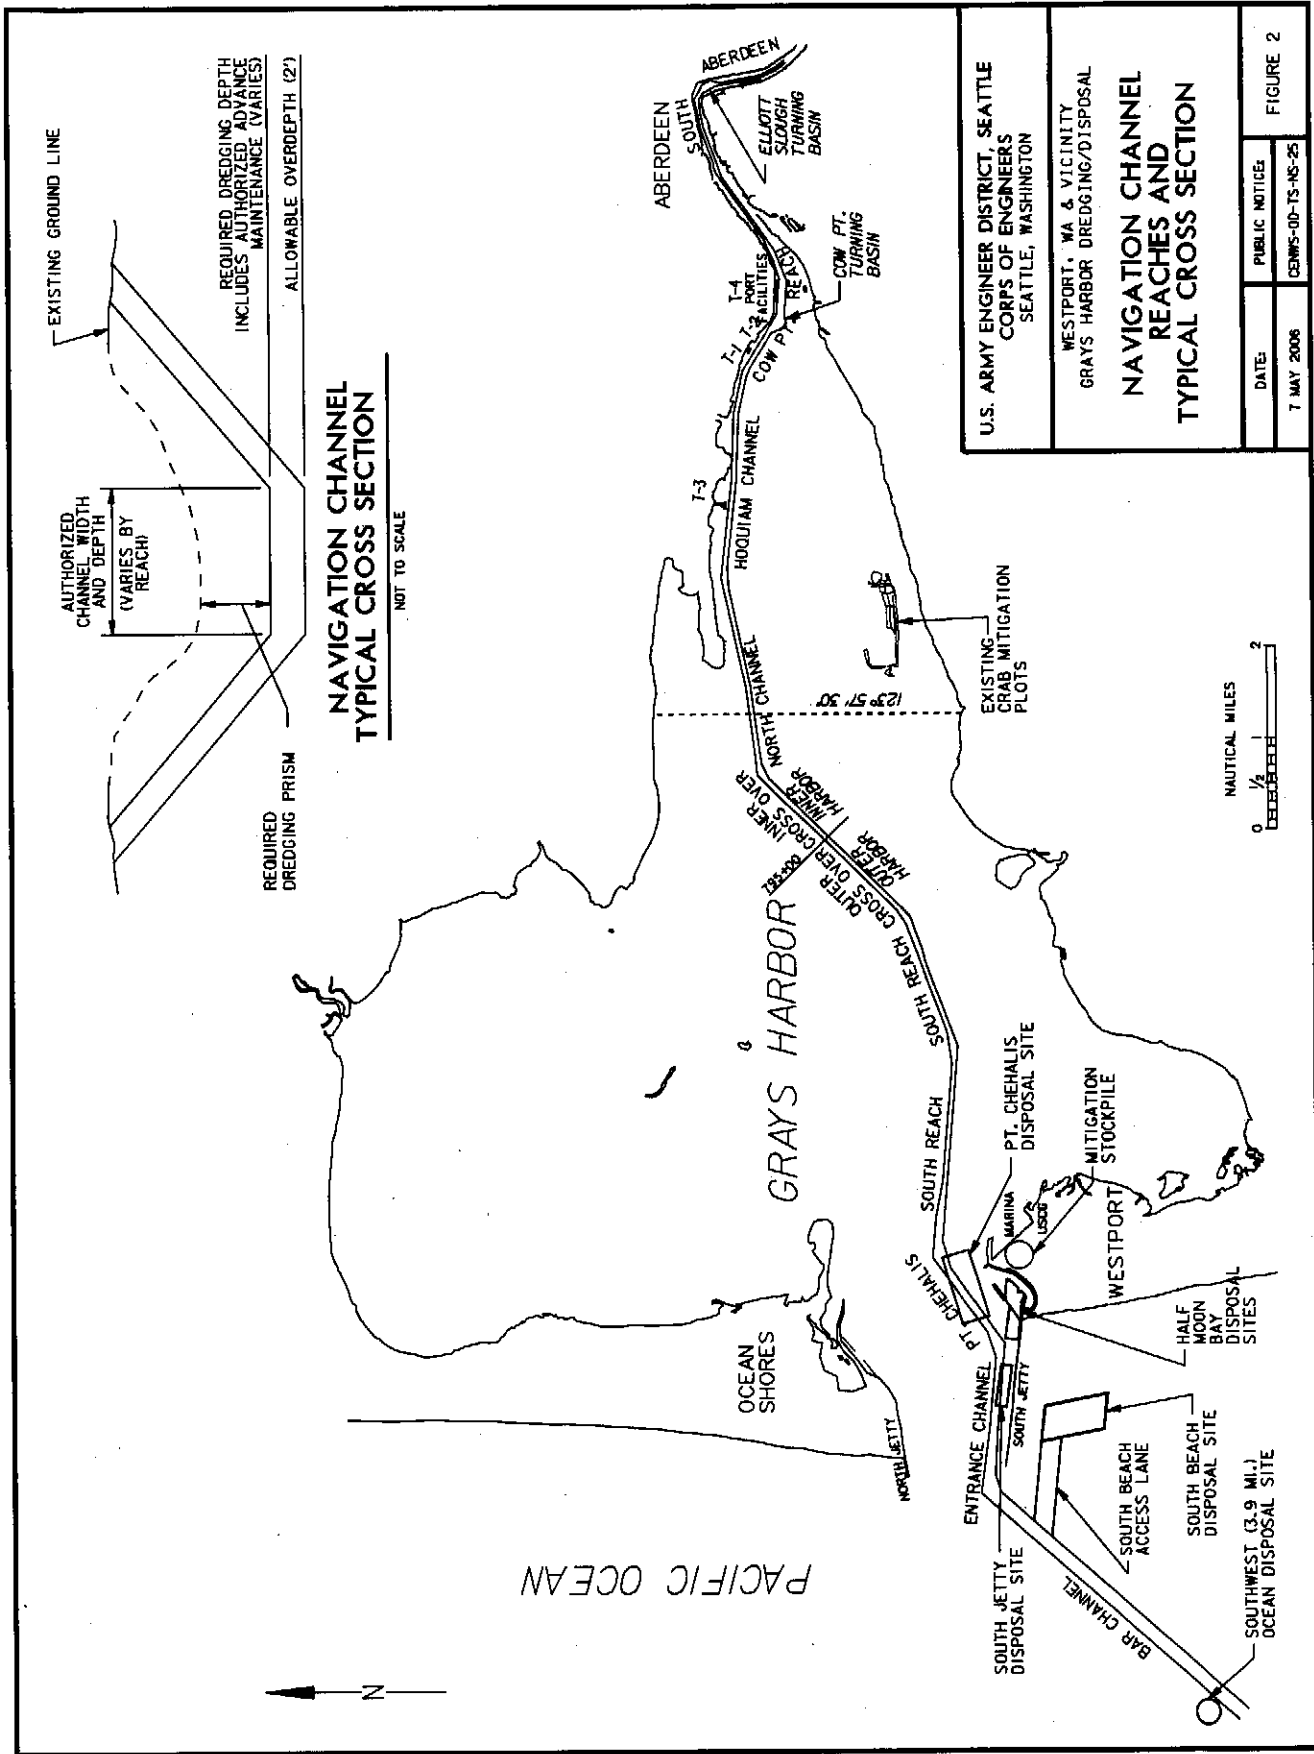 EXISTING GROUND LINE
AUTHORIZED
CHANNEL WIDTH
AND DEPTH
(VARIES BY
REACH)
REQUIRED DREDGING DEPTH
INCLUDES AUTHORIZED ADVANCE
MAINTENANCE (VARIES)
ALLOWABLE OVERDEPTH (2')
REQUIRED
DREDGING PRISM
NAVIGATION CHANNEL
TYPICAL CROSS SECTION
NOT TO SCALE
N
PACIFIC OCEAN
GRAYS HARBOR
OCEAN
SHORES
NORTH JETTY
ABERDEEN
SOUTH
ABERDEEN
ELLIOTT
SLOUGH
TURNING
BASIN
T-4
PORT
FACILITIES
T-2
T-1
COW PT.
REACH
COW PT.
TURNING
BASIN
T-3
HOQUIAM CHANNEL
NORTH CHANNEL
123° 57' 30"
EXISTING
CRAB MITIGATION
PLOTS
INNER
CROSS OVER
INNER
HARBOR
795+00
OUTER
HARBOR
OUTER
CROSS OVER
SOUTH REACH
SOUTH REACH
PT CHEHALIS
PT. CHEHALIS
DISPOSAL SITE
MARINA
USCG
MITIGATION
STOCKPILE
WESTPORT
HALF
MOON
BAY
DISPOSAL
SITES
ENTRANCE CHANNEL
SOUTH JETTY
SOUTH JETTY
DISPOSAL SITE
SOUTH BEACH
ACCESS LANE
SOUTH BEACH
DISPOSAL SITE
BAR CHANNEL
SOUTHWEST (3.9 MI.)
OCEAN DISPOSAL SITE
NAUTICAL MILES
0 1/2 1 2
U.S. ARMY ENGINEER DISTRICT, SEATTLE
CORPS OF ENGINEERS
SEATTLE, WASHINGTON
WESTPORT, WA & VICINITY
GRAYS HARBOR DREDGING/DISPOSAL
NAVIGATION CHANNEL
REACHES AND
TYPICAL CROSS SECTION
DATE:
7 MAY 2006
PUBLIC NOTICE:
CENWS-OD-TS-NS-25
FIGURE 2